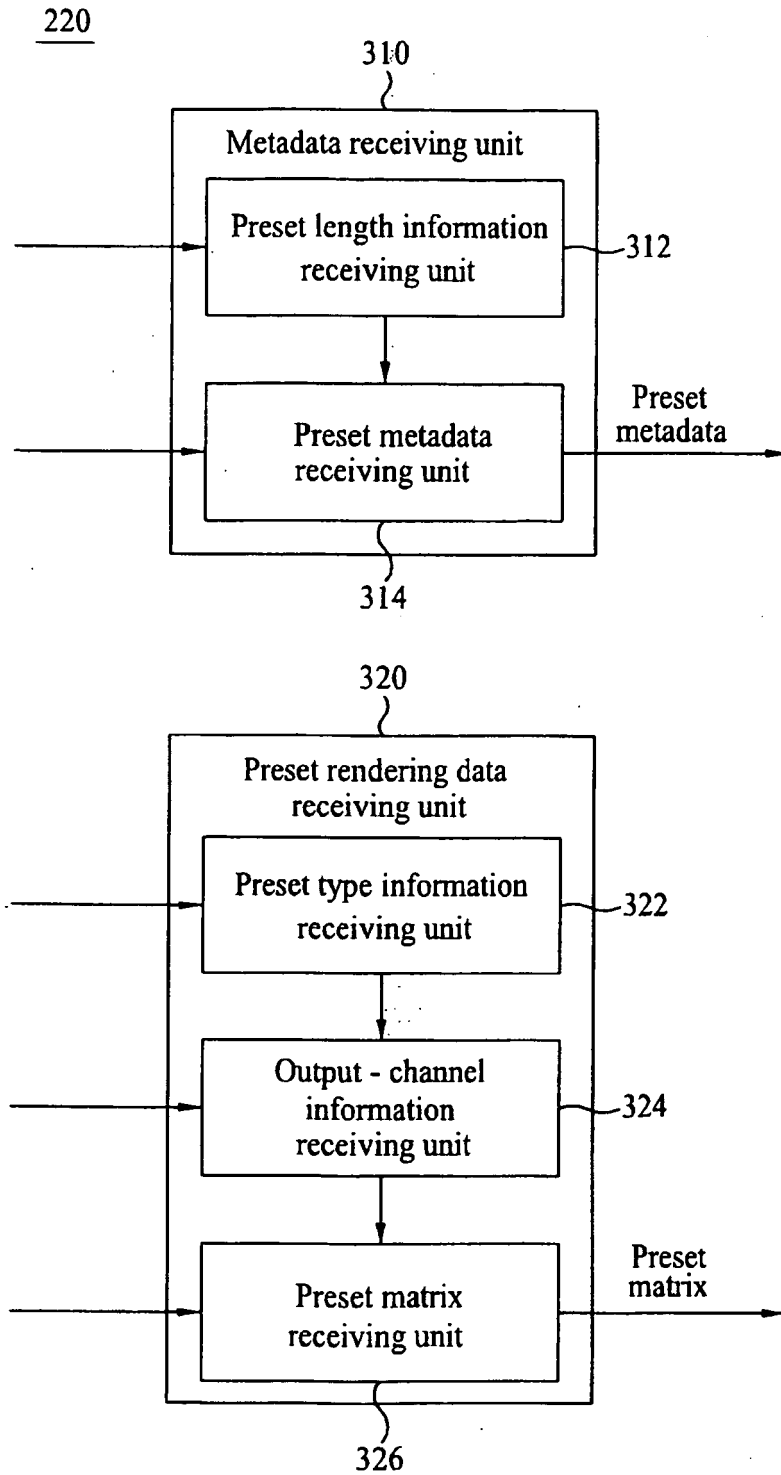 220
310
Metadata receiving unit
Preset length information
receiving unit
312
Preset metadata
receiving unit
Preset
metadata
314
320
Preset rendering data
receiving unit
Preset type information
receiving unit
322
Output - channel
information
receiving unit
324
Preset matrix
receiving unit
Preset
matrix
326